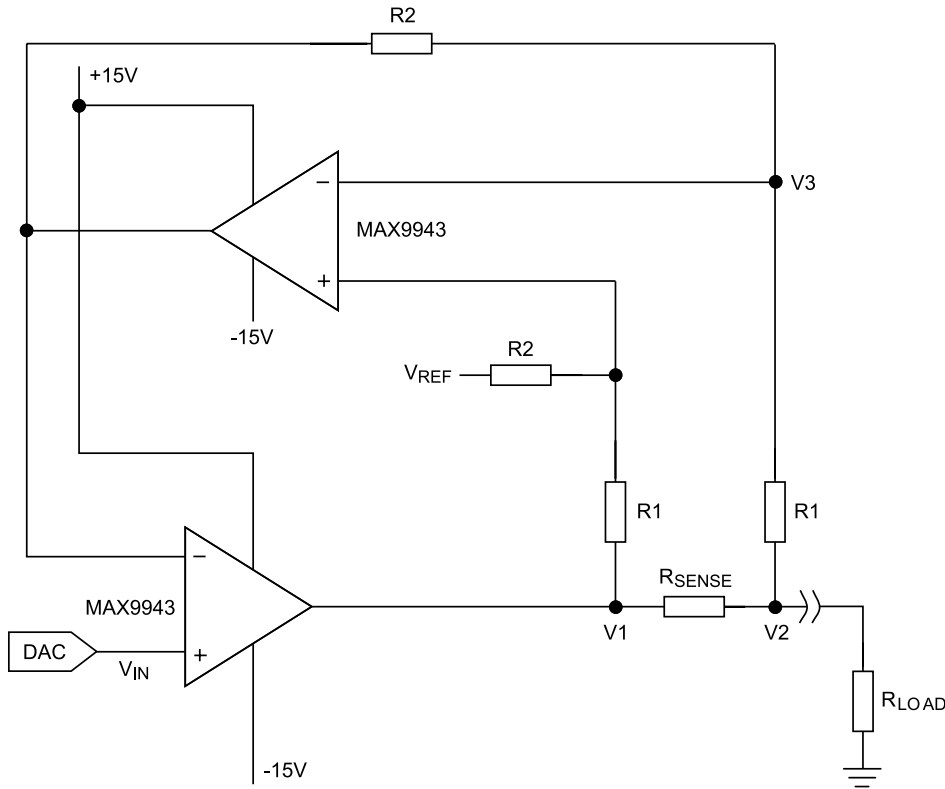 R2
+15V
V3
−
MAX9943
+
-15V
R2
VREF
R1
R1
RSENSE
−
MAX9943
V1
V2
DAC
+
VIN
RLOAD
-15V